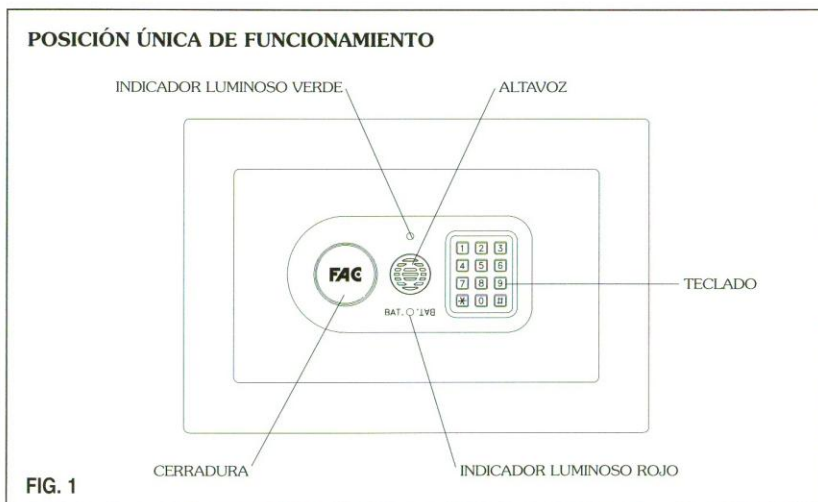 POSICIÓN ÚNICA DE FUNCIONAMIENTO
INDICADOR LUMINOSO VERDE
ALTAVOZ
1 2 3
4 5 6
7 8 9
* 0 #
FAC
TECLADO
BAT. BAT.
CERRADURA
INDICADOR LUMINOSO ROJO
FIG. 1